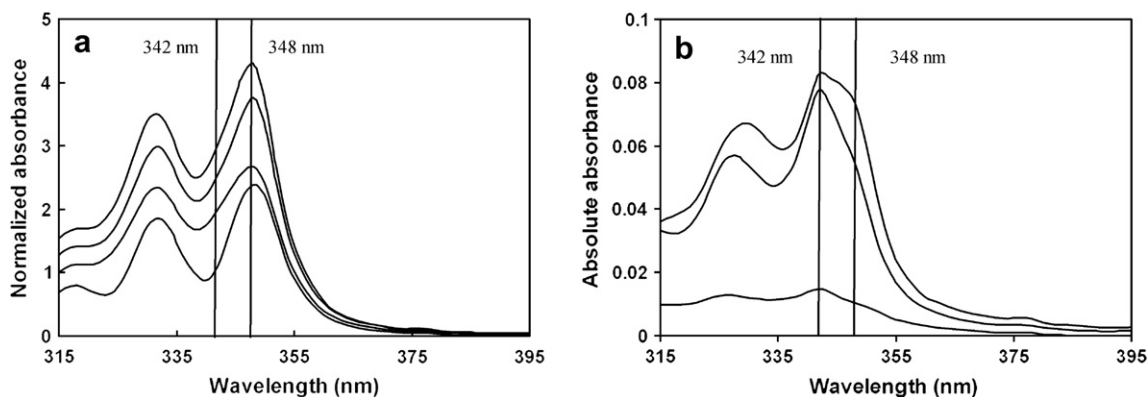 a
342 nm
348 nm
Normalized absorbance
5
4
3
2
1
0
315
335
355
375
395
Wavelength (nm)
b
342 nm
348 nm
Absolute absorbance
0.1
0.08
0.06
0.04
0.02
0
315
335
355
375
395
Wavelength (nm)